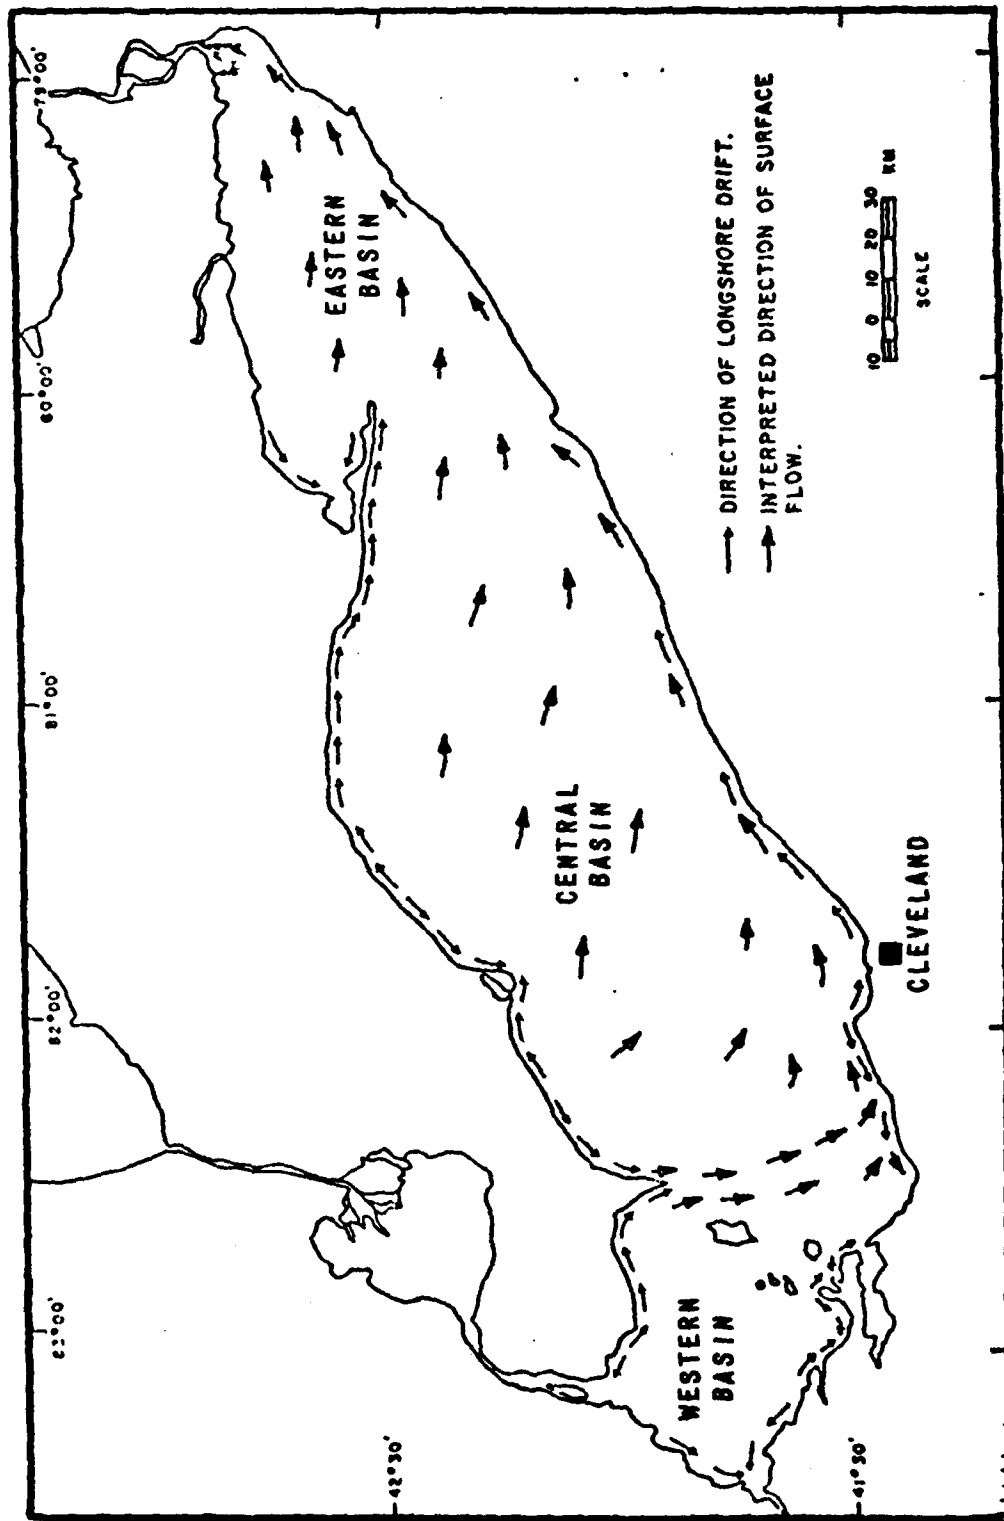 83°00'
82°00'
81°00'
80°00'
79°00'
42°30'
41°30'
EASTERN
BASIN
CENTRAL
BASIN
WESTERN
BASIN
CLEVELAND
DIRECTION OF LONGSHORE DRIFT.
INTERPRETED DIRECTION OF SURFACE
FLOW.
10 0 10 20 30 KM
SCALE